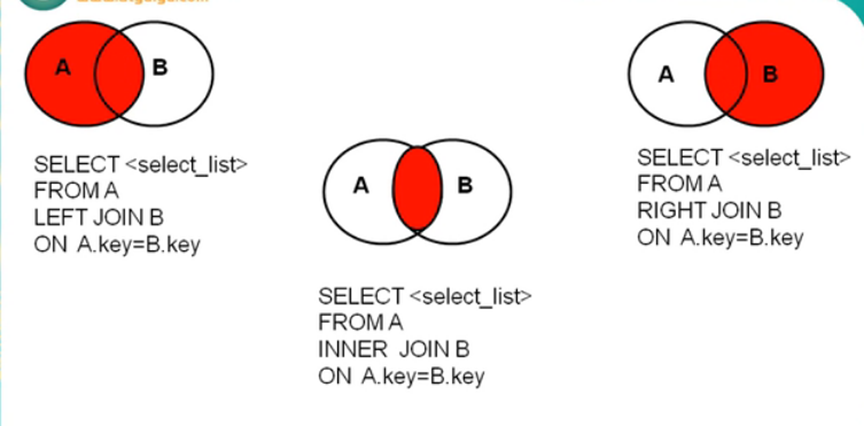 A B
SELECT <select_list>
FROM A
LEFT JOIN B
ON A.key=B.key
A B
SELECT <select_list>
FROM A
INNER JOIN B
ON A.key=B.key
A B
SELECT <select_list>
FROM A
RIGHT JOIN B
ON A.key=B.key